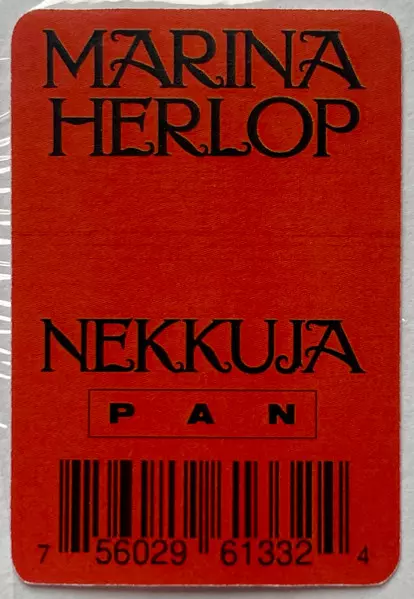 MARINA
HERLOP
NEKKUJA
PAN
7 56029 61332 4